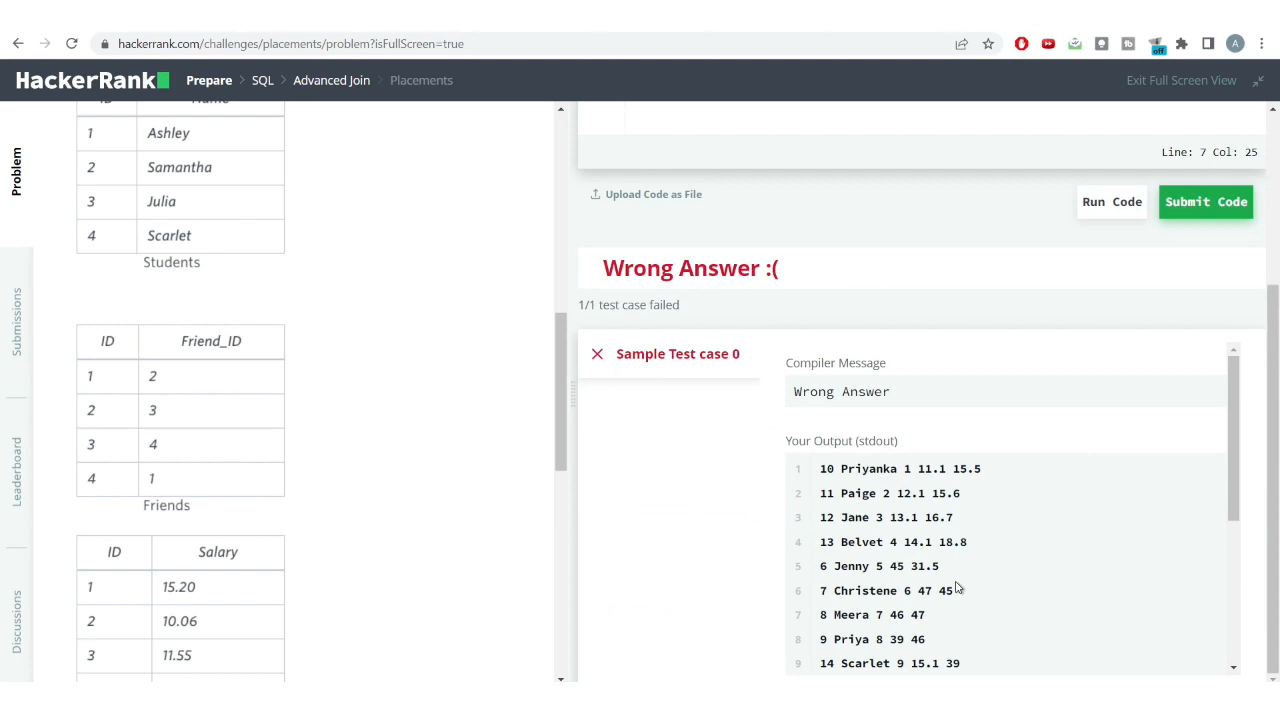 hackerrank.com/challenges/placements/problem?isFullScreen=true
off
A
HackerRank
Prepare > SQL > Advanced Join > Placements
Exit Full Screen View
Problem
Submissions
Leaderboard
Discussions
ID Name
1 Ashley
2 Samantha
3 Julia
4 Scarlet
Students
ID Friend_ID
1 2
2 3
3 4
4 1
Friends
ID Salary
1 15.20
2 10.06
3 11.55
Line: 7 Col: 25
Upload Code as File
Run Code
Submit Code
Wrong Answer :(
1/1 test case failed
Sample Test case 0
Compiler Message
Wrong Answer
Your Output (stdout)
1 10 Priyanka 1 11.1 15.5
2 11 Paige 2 12.1 15.6
3 12 Jane 3 13.1 16.7
4 13 Belvet 4 14.1 18.8
5 6 Jenny 5 45 31.5
6 7 Christene 6 47 45
7 8 Meera 7 46 47
8 9 Priya 8 39 46
9 14 Scarlet 9 15.1 39